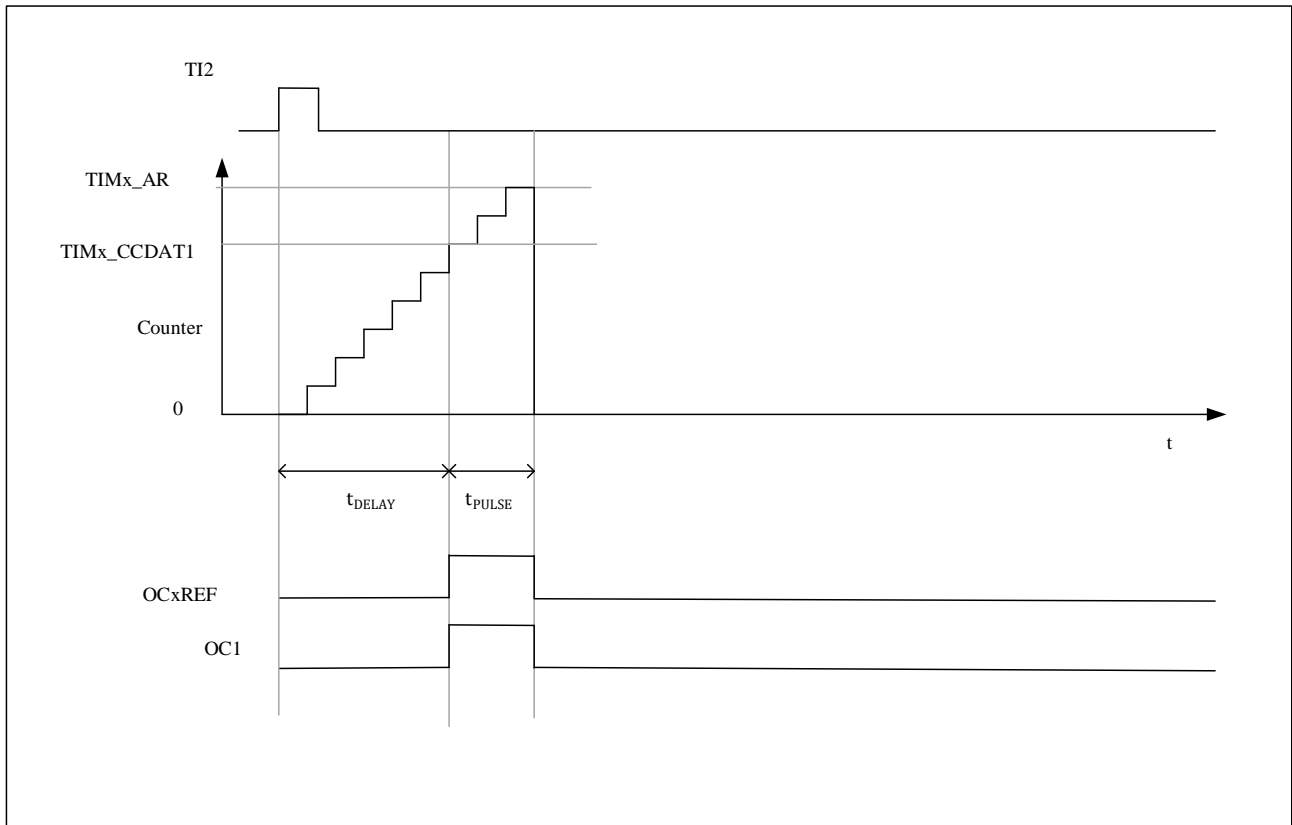 TI2
TIMx_AR
TIMx_CCDAT1
Counter
0
t
tDELAY
tPULSE
OCxREF
OC1